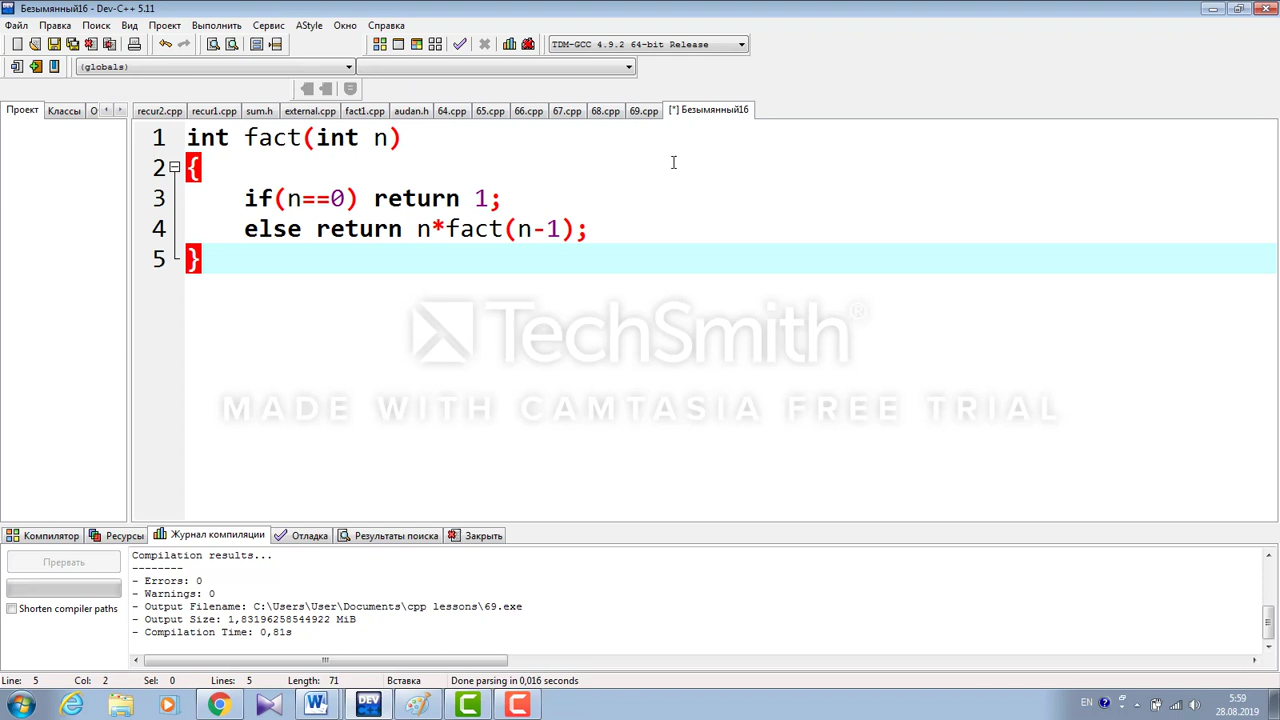 Безымянный16 - Dev-C++ 5.11
Файл Правка Поиск Вид Проект Выполнить Сервис AStyle Окно Справка
TDM-GCC 4.9.2 64-bit Release
(globals)
Проект Классы О recur2.cpp recur1.cpp sum.h external.cpp fact1.cpp audan.h 64.cpp 65.cpp 66.cpp 67.cpp 68.cpp 69.cpp [*] Безымянный16
1 int fact(int n)
2 {
3 if(n==0) return 1;
4 else return n*fact(n-1);
5 }
TechSmith®
MADE WITH CAMTASIA FREE TRIAL
Компилятор Ресурсы Журнал компиляции Отладка Результаты поиска Закрыть
Прервать
Shorten compiler paths
Compilation results...
--------
- Errors: 0
- Warnings: 0
- Output Filename: C:\Users\User\Documents\cpp lessons\69.exe
- Output Size: 1,83196258544922 MiB
- Compilation Time: 0,81s
Line: 5 Col: 2 Sel: 0 Lines: 5 Length: 71 Вставка Done parsing in 0,016 seconds
W DEV C C EN 5:59
28.08.2019